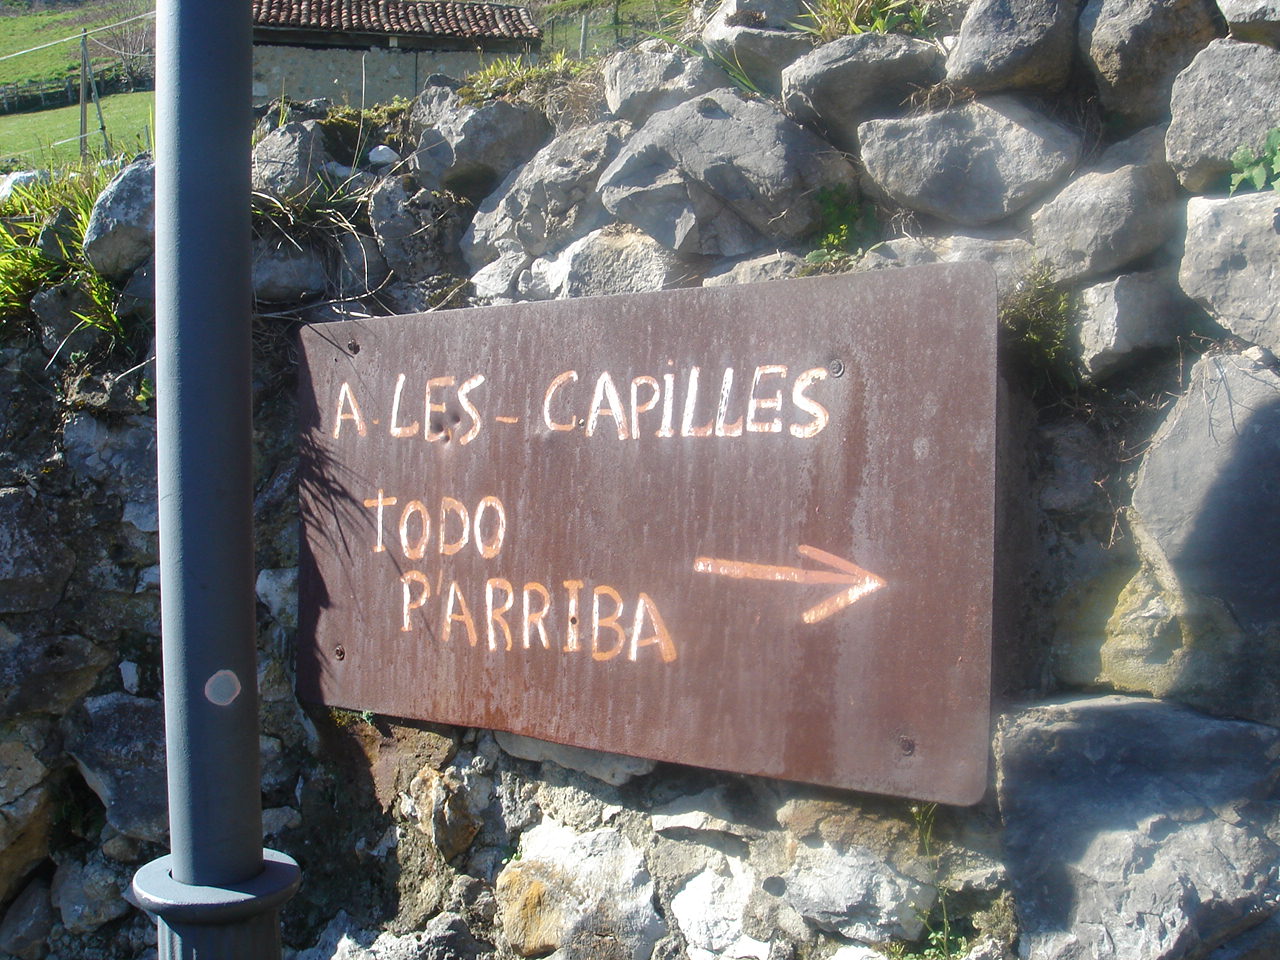 A. LES - CAPiLLES
TODO
P'ARRIBA